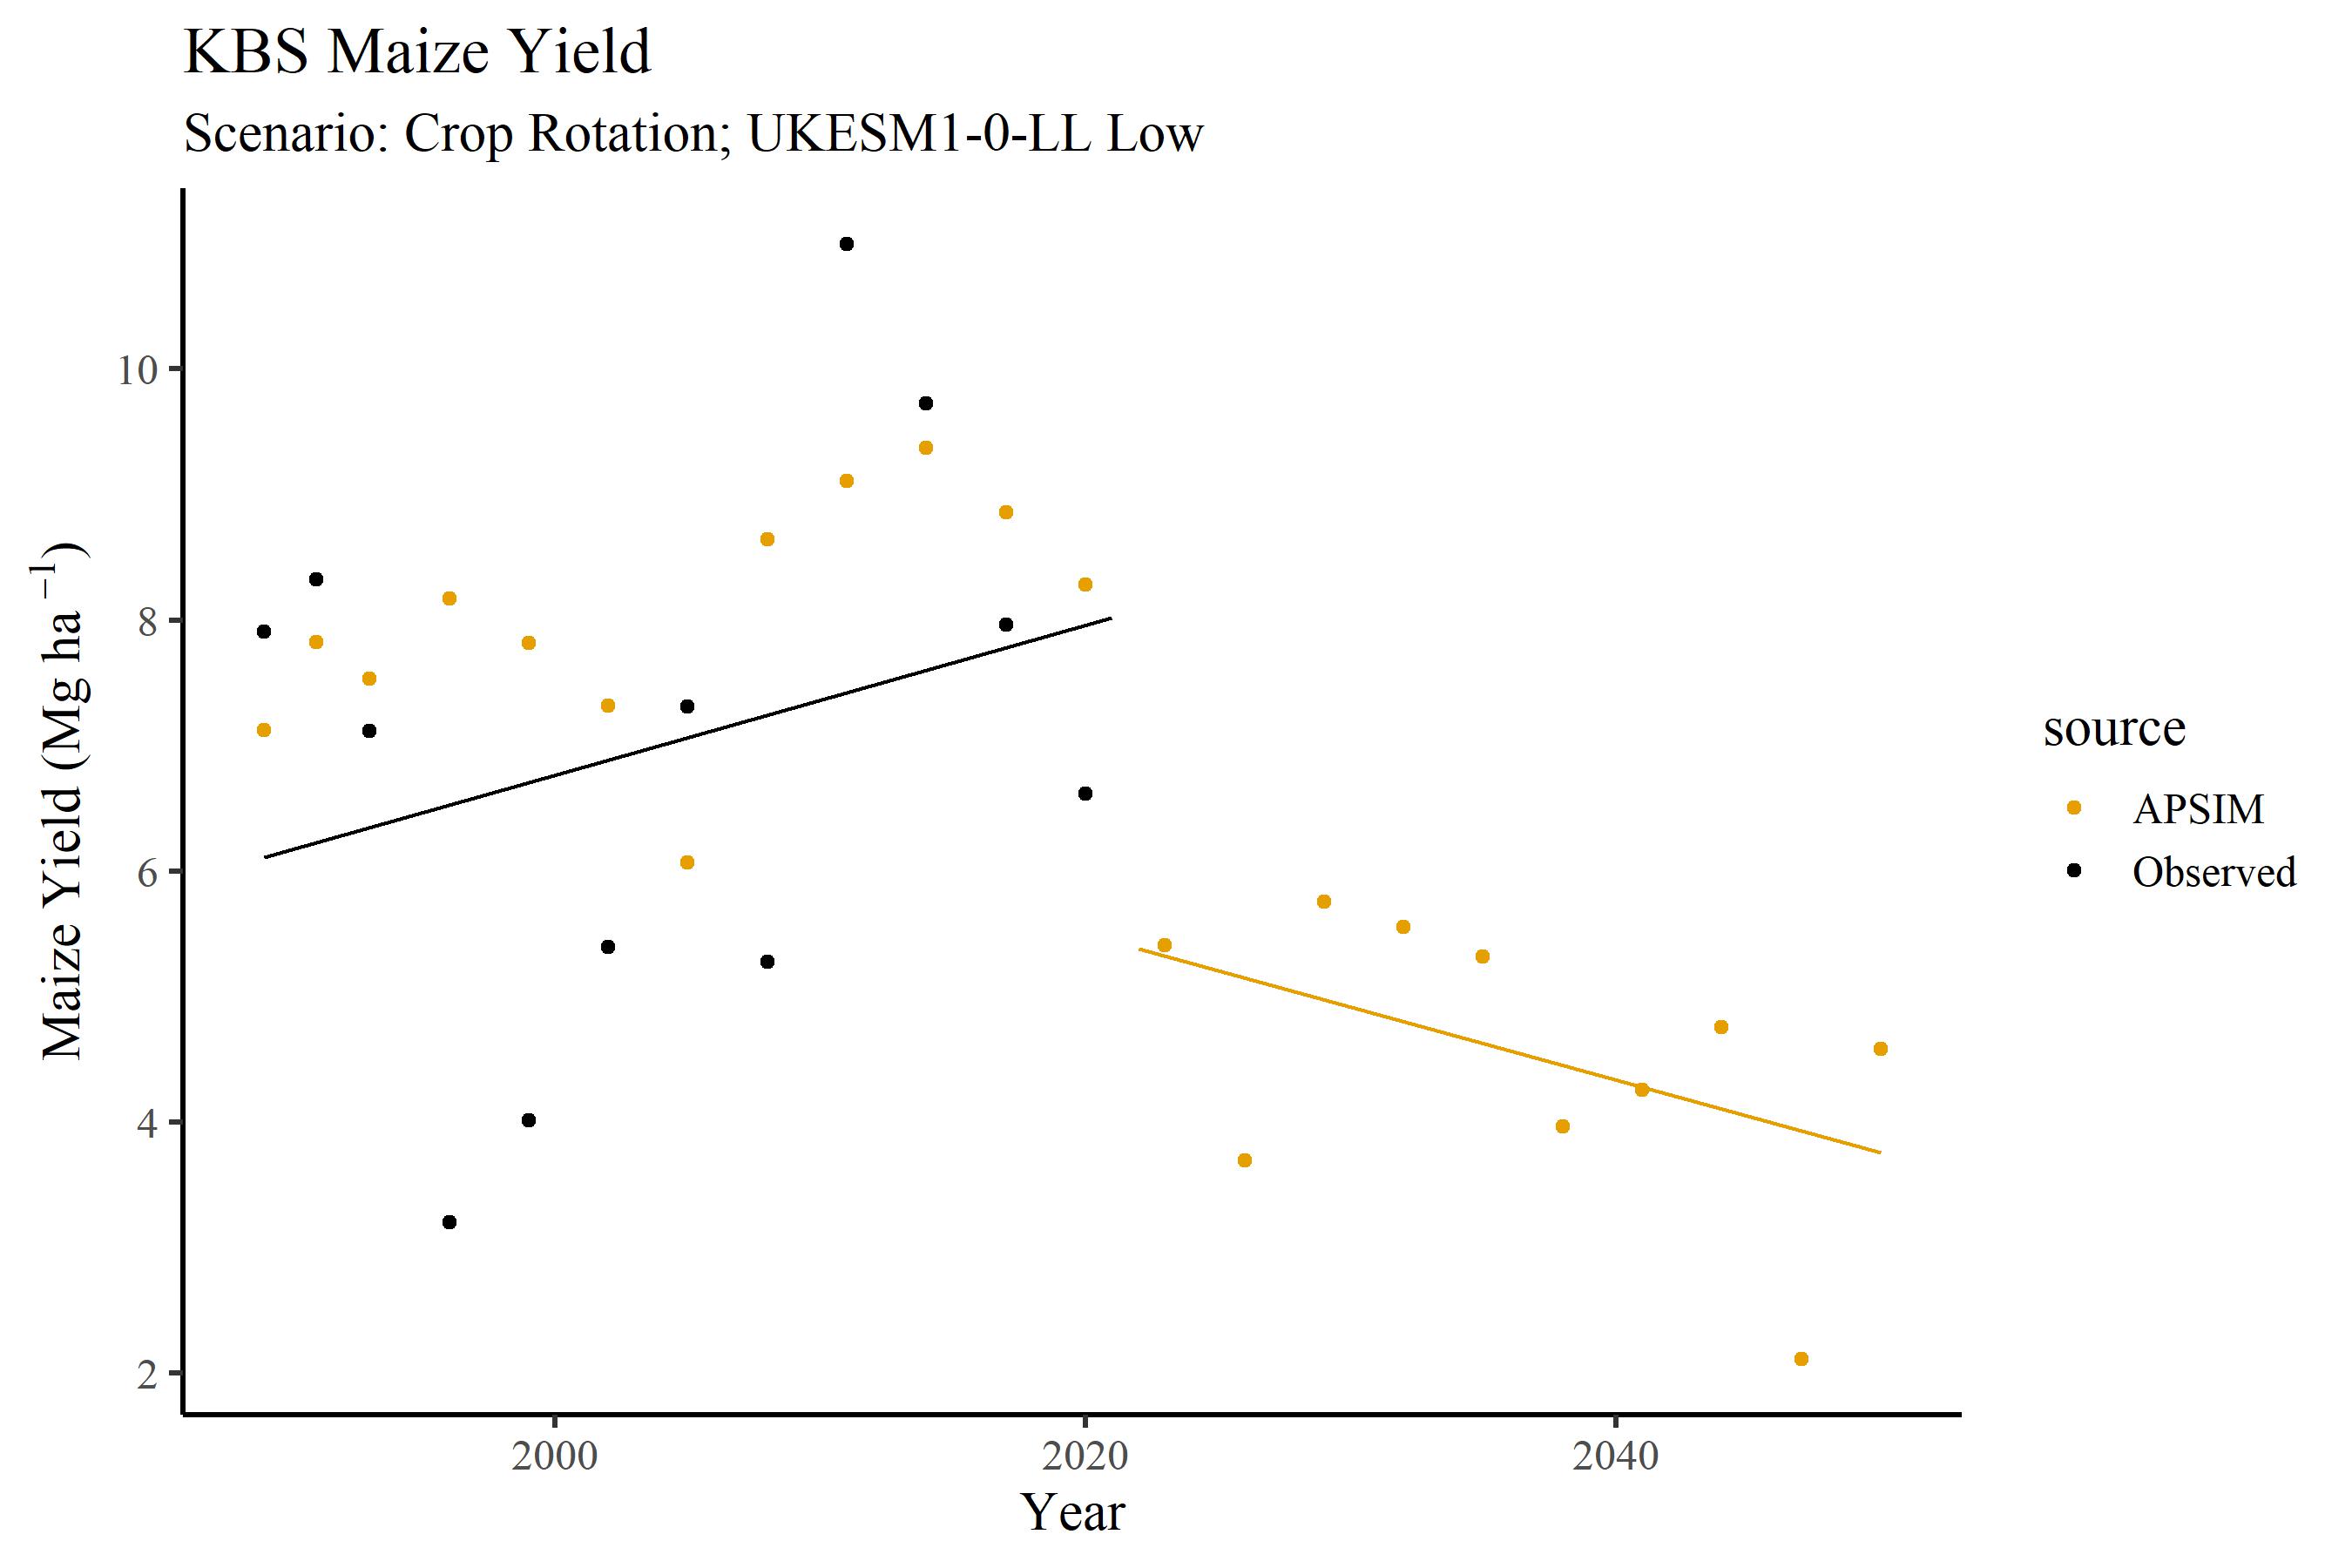 KBS Maize Yield
Scenario: Crop Rotation; UKESM1-0-LL Low
Maize Yield (Mg ha −1)
10
8
6
4
2
2000 2020 2040
Year
source
APSIM
Observed